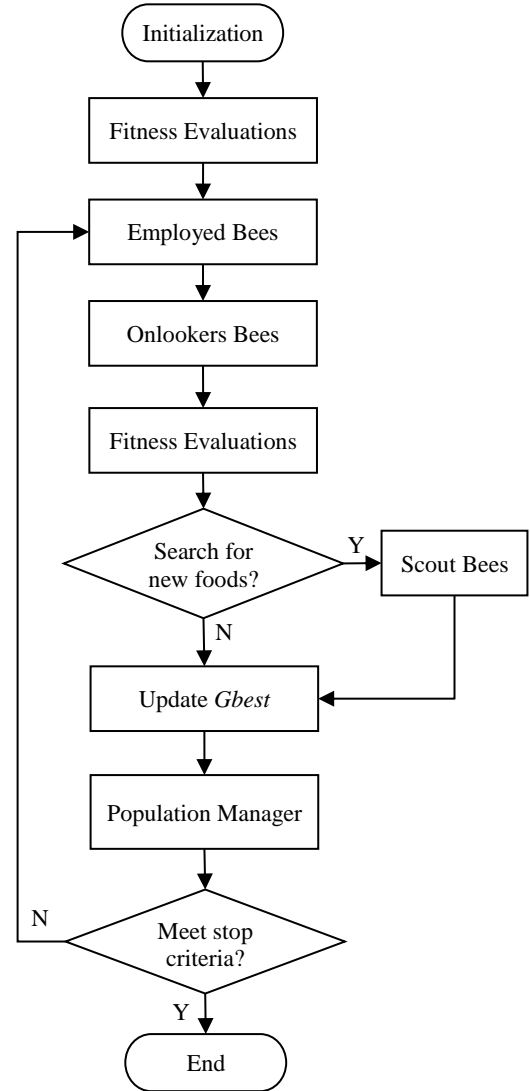 Initialization
Fitness Evaluations
Employed Bees
Onlookers Bees
Fitness Evaluations
Search for
new foods?
Y
Scout Bees
N
Update Gbest
Population Manager
N
Meet stop
criteria?
Y
End